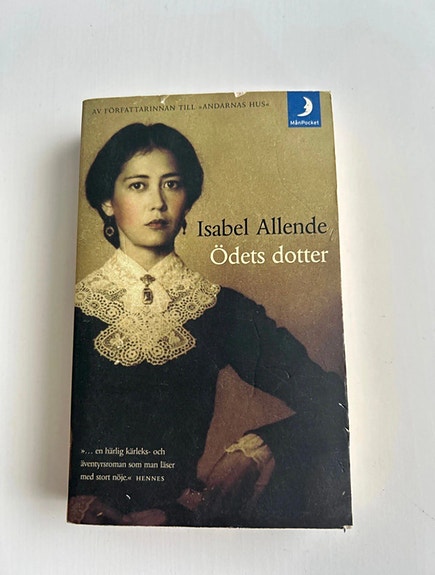 AV FÖRFATTARINNAN TILL »ANDARNAS HUS«
MånPocket
Isabel Allende
Ödets dotter
»... en härlig kärleks- och
äventyrsroman som man läser
med stort nöje.« HENNES